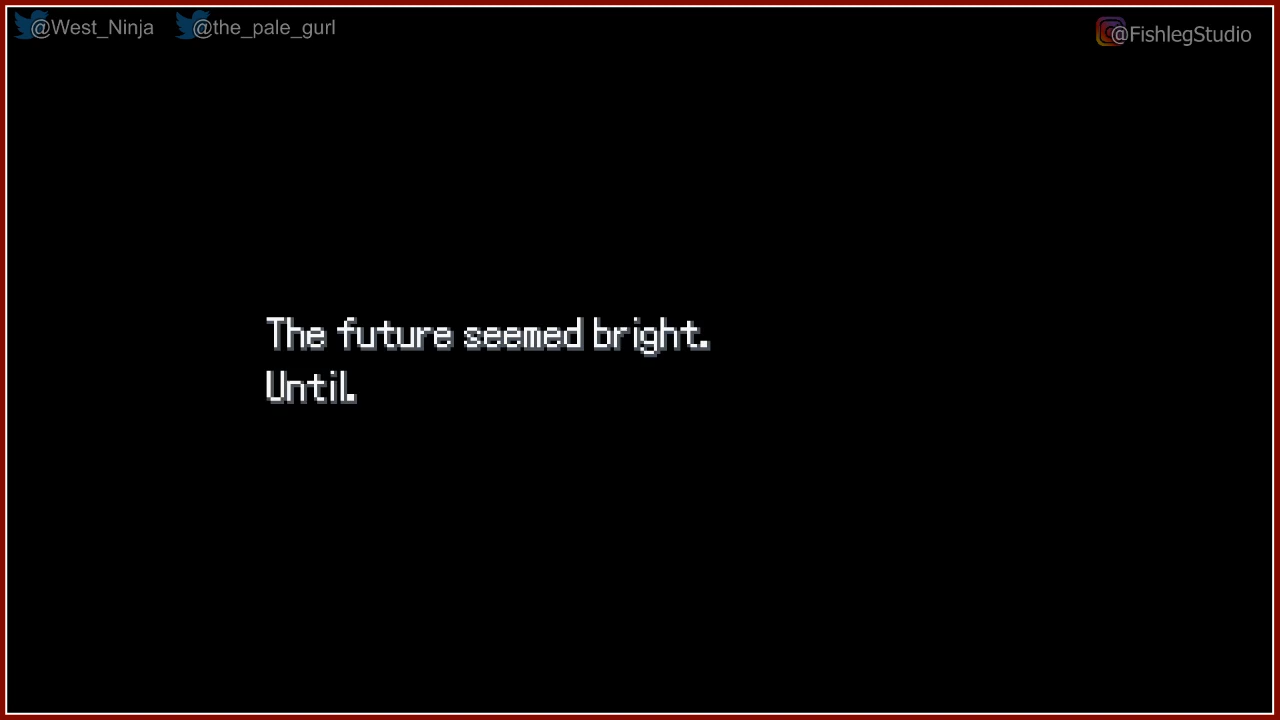 @West_Ninja @the_pale_gurl @FishlegStudio
The future seemed bright.
Until.